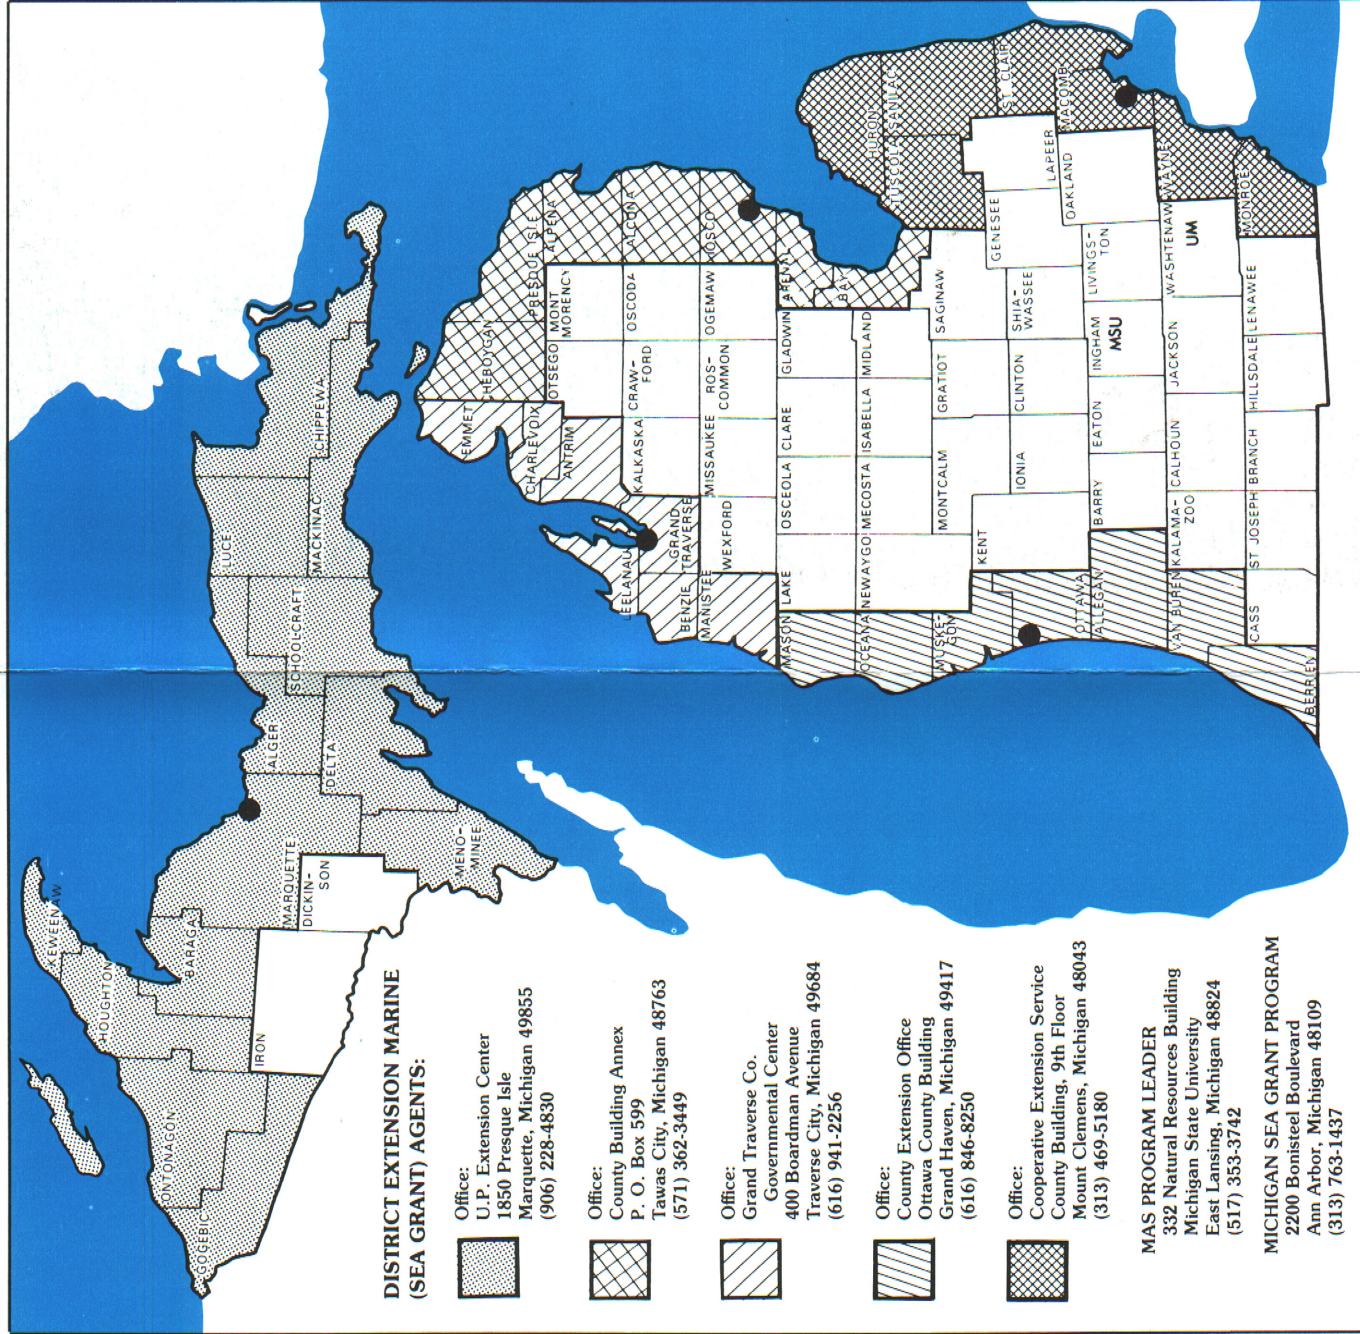 KEWEENAW
HOUGHTON
ONTONAGON
GOGEBIC
BARAGA
IRON
MARQUETTE
DICKIN-
SON
MENO-
MINEE
ALGER
DELTA
SCHOOLCRAFT
LUCE
MACKINAC
CHIPPEWA
EMMET
CHEBOYGAN
PRESQUE ISLE
CHARLEVOIX
ANTRIM
OTSEGO
MONT
MORENCY
ALPENA
LEELANAU
GRAND
TRAVERSE
KALKASKA
CRAW-
FORD
OSCODA
ALCONA
BENZIE
MANISTEE
WEXFORD
MISSAUKEE
ROS-
COMMON
OGEMAW
IOSCO
MASON
LAKE
OSCEOLA
CLARE
GLADWIN
ARENAC
OCEANA
NEWAYGO
MECOSTA
ISABELLA
MIDLAND
BAY
HURON
MUSKE-
GON
MONTCALM
GRATIOT
SAGINAW
TUSCOLA
SANILAC
KENT
OTTAWA
IONIA
CLINTON
SHIA-
WASSEE
GENESEE
LAPEER
ST. CLAIR
ALLEGAN
BARRY
EATON
INGHAM
MSU
LIVINGS-
TON
OAKLAND
MACOMB
VAN BUREN
KALAMA-
ZOO
CALHOUN
JACKSON
WASHTENAW
UM
WAYNE
BERRIEN
CASS
ST JOSEPH
BRANCH
HILLSDALE
LENAWEE
MONROE
DISTRICT EXTENSION MARINE
(SEA GRANT) AGENTS:
Office:
U.P. Extension Center
1850 Presque Isle
Marquette, Michigan 49855
(906) 228-4830
Office:
County Building Annex
P. O. Box 599
Tawas City, Michigan 48763
(571) 362-3449
Office:
Grand Traverse Co.
Governmental Center
400 Boardman Avenue
Traverse City, Michigan 49684
(616) 941-2256
Office:
County Extension Office
Ottawa County Building
Grand Haven, Michigan 49417
(616) 846-8250
Office:
Cooperative Extension Service
County Building, 9th Floor
Mount Clemens, Michigan 48043
(313) 469-5180
MAS PROGRAM LEADER
332 Natural Resources Building
Michigan State University
East Lansing, Michigan 48824
(517) 353-3742
MICHIGAN SEA GRANT PROGRAM
2200 Bonisteel Boulevard
Ann Arbor, Michigan 48109
(313) 763-1437